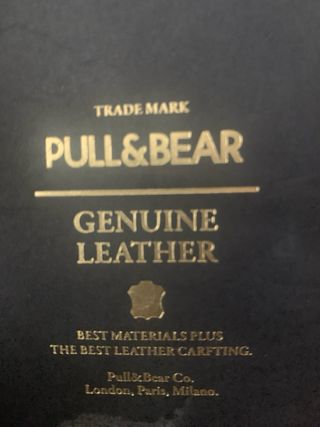 TRADE MARK
PULL&BEAR
GENUINE
LEATHER
BEST MATERIALS PLUS
THE BEST LEATHER CARFTING.
Pull&Bear Co.
London, Paris, Milano.